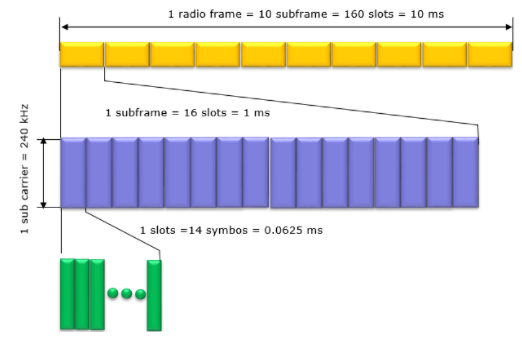 1 radio frame = 10 subframe = 160 slots = 10 ms
1 subframe = 16 slots = 1 ms
1 sub carrier = 240 kHz
1 slots =14 symbos = 0.0625 ms